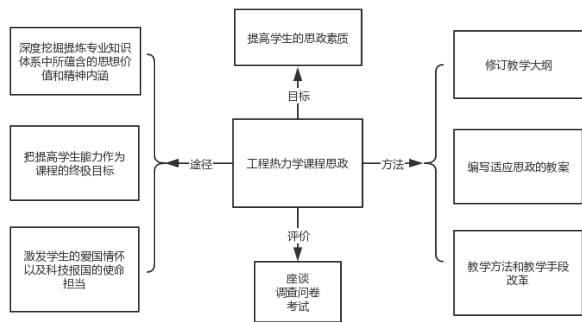 深度挖掘提炼专业知识
体系中所蕴含的思想价
值和精神内涵
提高学生的思政素质
修订教学大纲
目标
把提高学生能力作为
课程的终极目标
途径
工程热力学课程思政
方法
编写适应思政的教案
评价
激发学生的爱国情怀
以及科技报国的使命
担当
座谈
调查问卷
考试
教学方法和教学手段
改革